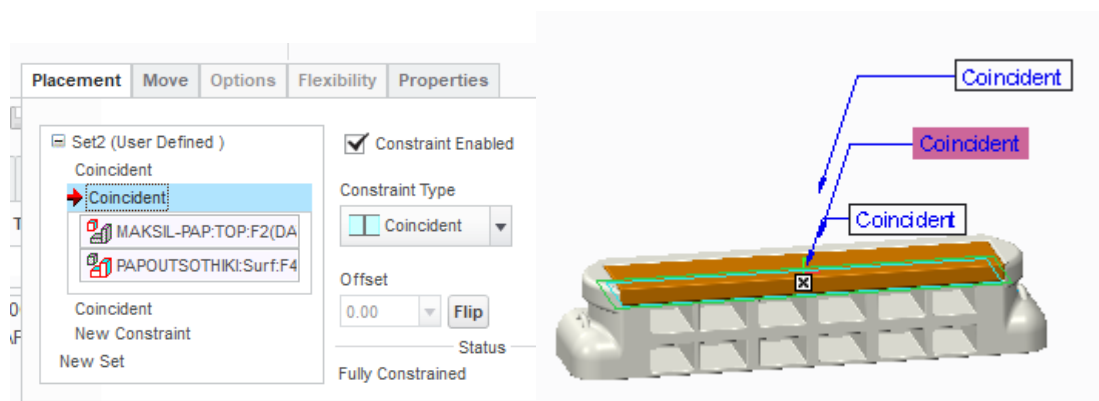 Placement Move Options Flexibility Properties
Set2 (User Defined )
Coincident
Coincident
MAKSIL-PAP:TOP:F2(DA
PAPOUTSOTHIKI:Surf:F4
Coincident
New Constraint
New Set
Constraint Enabled
Constraint Type
Coincident
Offset
0.00 Flip
Status
Fully Constrained
Coincident
Coincident
Coincident